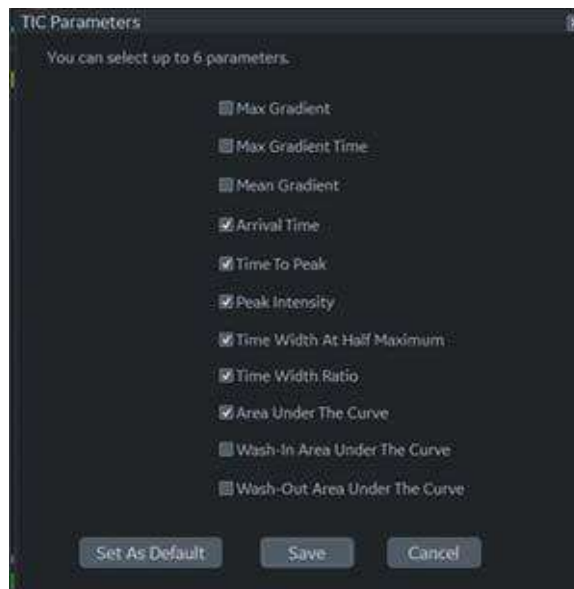 TIC Parameters
You can select up to 6 parameters.
Max Gradient
Max Gradient Time
Mean Gradient
Arrival Time
Time To Peak
Peak Intensity
Time Width At Half Maximum
Time Width Ratio
Area Under The Curve
Wash-In Area Under The Curve
Wash-Out Area Under The Curve
Set As Default Save Cancel